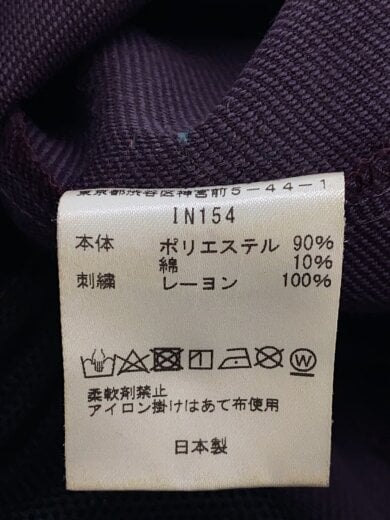 東京都渋谷区神宮前5-44-1
IN154
本体 ポリエステル 90%
綿 10%
刺繍 レーヨン 100%
W
柔軟剤禁止
アイロン掛けはあて布使用
日本製